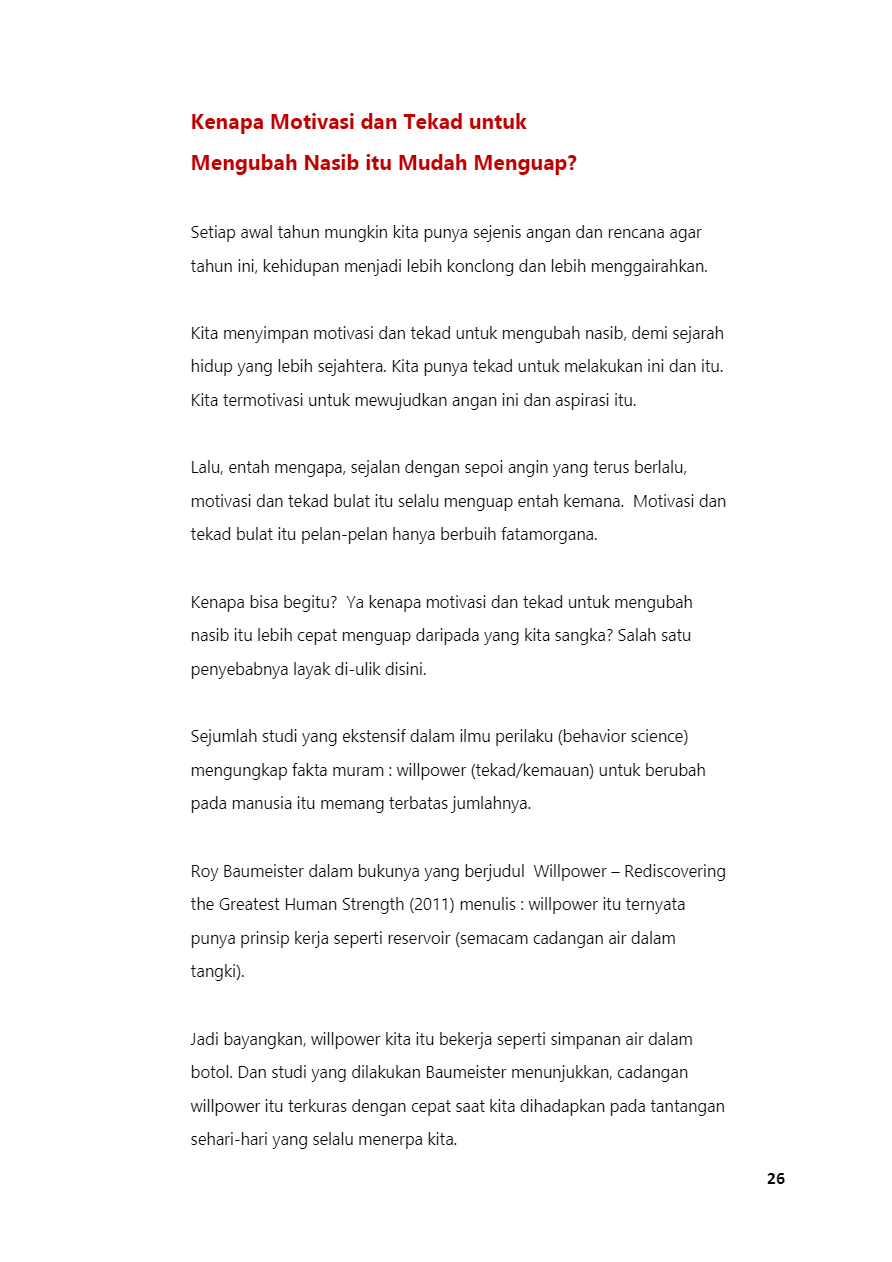 Kenapa Motivasi dan Tekad untuk
Mengubah Nasib itu Mudah Menguap?
Setiap awal tahun mungkin kita punya sejenis angan dan rencana agar
tahun ini, kehidupan menjadi lebih konclong dan lebih menggairahkan.
Kita menyimpan motivasi dan tekad untuk mengubah nasib, demi sejarah
hidup yang lebih sejahtera. Kita punya tekad untuk melakukan ini dan itu.
Kita termotivasi untuk mewujudkan angan ini dan aspirasi itu.
Lalu, entah mengapa, sejalan dengan sepoi angin yang terus berlalu,
motivasi dan tekad bulat itu selalu menguap entah kemana.  Motivasi dan
tekad bulat itu pelan-pelan hanya berbuih fatamorgana.
Kenapa bisa begitu?  Ya kenapa motivasi dan tekad untuk mengubah
nasib itu lebih cepat menguap daripada yang kita sangka? Salah satu
penyebabnya layak di-ulik disini.
Sejumlah studi yang ekstensif dalam ilmu perilaku (behavior science)
mengungkap fakta muram : willpower (tekad/kemauan) untuk berubah
pada manusia itu memang terbatas jumlahnya.
Roy Baumeister dalam bukunya yang berjudul  Willpower – Rediscovering
the Greatest Human Strength (2011) menulis : willpower itu ternyata
punya prinsip kerja seperti reservoir (semacam cadangan air dalam
tangki).
Jadi bayangkan, willpower kita itu bekerja seperti simpanan air dalam
botol. Dan studi yang dilakukan Baumeister menunjukkan, cadangan
willpower itu terkuras dengan cepat saat kita dihadapkan pada tantangan
sehari-hari yang selalu menerpa kita.
26